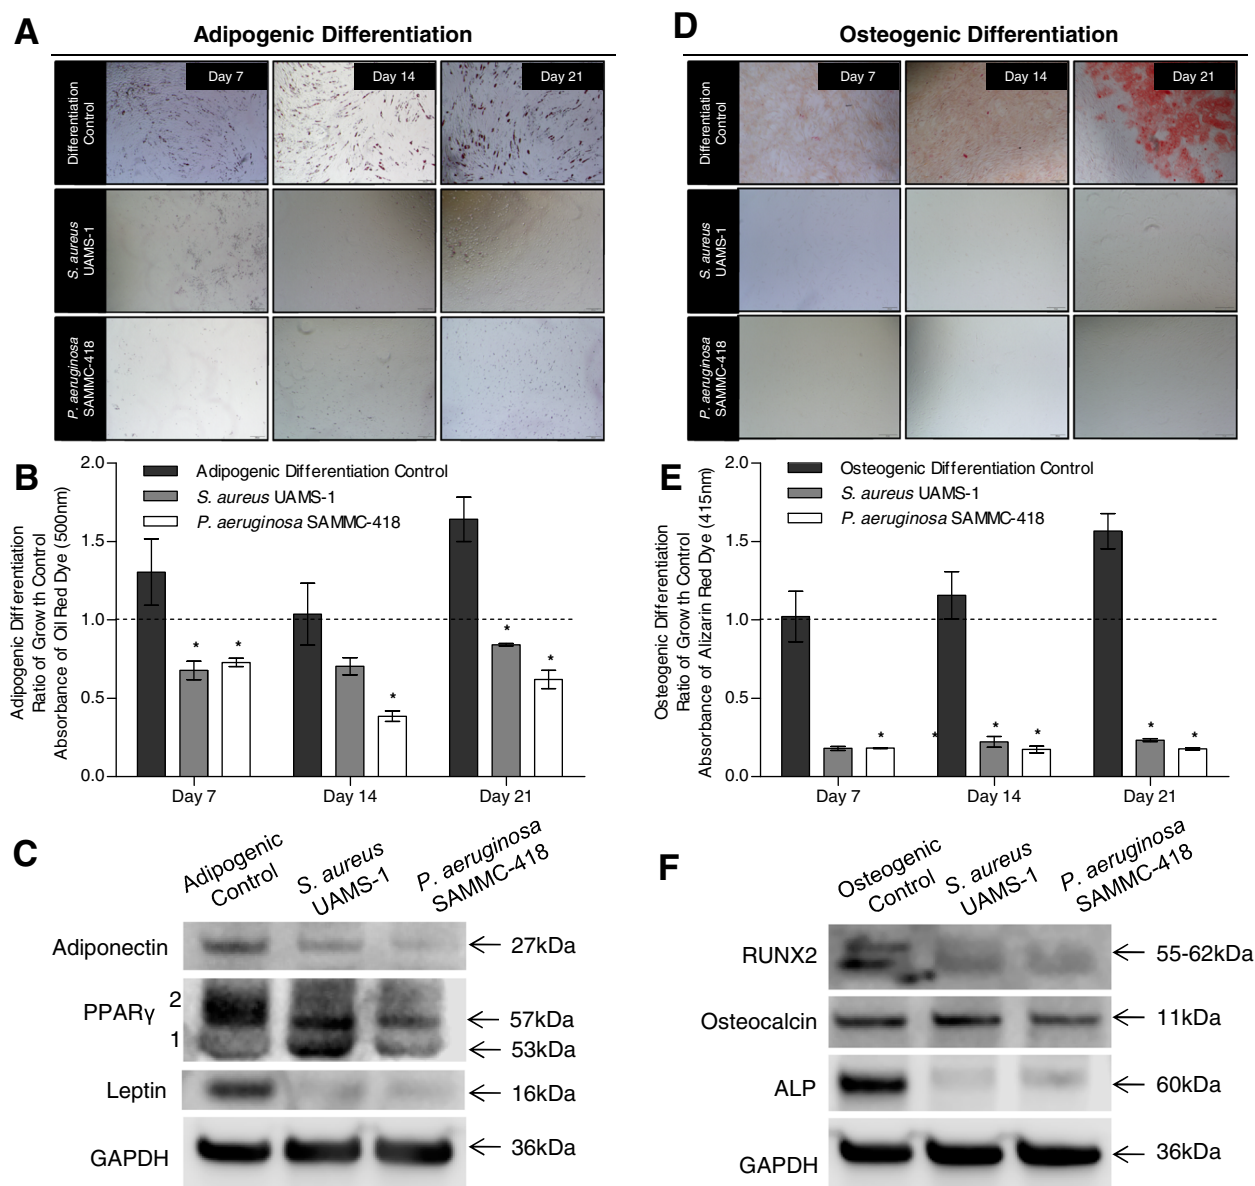 A
Adipogenic Differentiation
Differentiation
Control
Day 7
Day 14
Day 21
S. aureus
UAMS-1
P. aeruginosa
SAMMC-418
B
Adipogenic Differentiation
Ratio of Growth Control
Absorbance of Oil Red Dye (500nm)
2.0
1.5
1.0
0.5
0.0
Adipogenic Differentiation Control
S. aureus UAMS-1
P. aeruginosa SAMMC-418
*
*
*
*
*
Day 7
Day 14
Day 21
C
Adipogenic
Control
S. aureus
UAMS-1
P. aeruginosa
SAMMC-418
Adiponectin
27kDa
PPARγ
2
1
57kDa
53kDa
Leptin
16kDa
GAPDH
36kDa
D
Osteogenic Differentiation
Differentiation
Control
Day 7
Day 14
Day 21
S. aureus
UAMS-1
P. aeruginosa
SAMMC-418
E
Osteogenic Differentiation
Ratio of Growth Control
Absorbance of Alizarin Red Dye (415nm)
2.0
1.5
1.0
0.5
0.0
Osteogenic Differentiation Control
S. aureus UAMS-1
P. aeruginosa SAMMC-418
*
*
*
*
*
*
Day 7
Day 14
Day 21
F
Osteogenic
Control
S. aureus
UAMS-1
P. aeruginosa
SAMMC-418
RUNX2
55-62kDa
Osteocalcin
11kDa
ALP
60kDa
GAPDH
36kDa